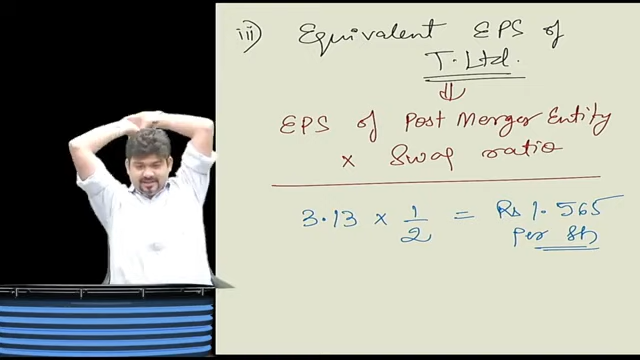 iii) Equivalent EPS of
T. Ltd.
⇓
EPS of Post Merger Entity
× Swap ratio
3.13 × 1/2 = Rs 1.565
per sh